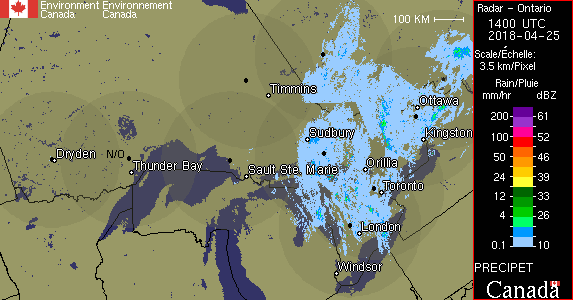 Environment Environnement
Canada Canada
100 KM
Timmins
Ottawa
Sudbury
Kingston
Dryden
N/O
Thunder Bay
Sault Ste. Marie
Orillia
Toronto
London
Windsor
Radar - Ontario
1400 UTC
2018-04-25
Scale/Échelle:
3.5 km/Pixel
Rain/Pluie
mm/hr dBZ
200 61
100 52
50 46
24 39
12 33
4 26
0.1 10
PRECIPET
Canada